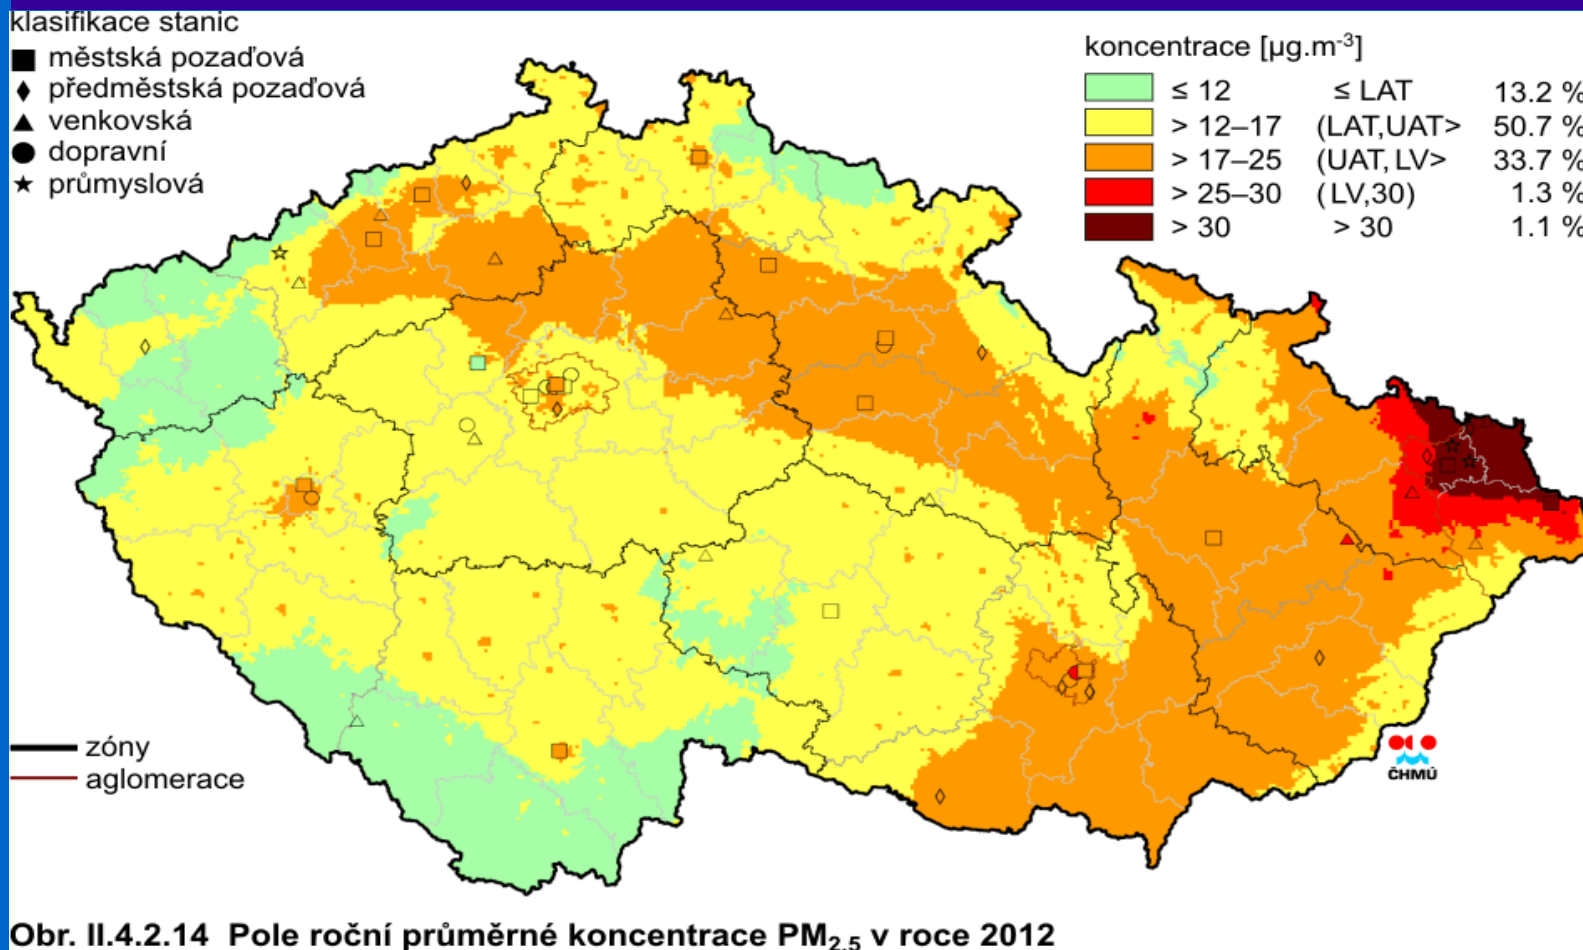 klasifikace stanic
městská pozaďová
předměstská pozaďová
venkovská
dopravní
průmyslová
koncentrace [µg.m-3]
≤ 12 ≤ LAT 13.2 %
> 12–17 (LAT,UAT> 50.7 %
> 17–25 (UAT,LV> 33.7 %
> 25–30 (LV,30) 1.3 %
> 30 > 30 1.1 %
zóny
aglomerace
ČHMÚ
Obr. II.4.2.14 Pole roční průměrné koncentrace PM2,5 v roce 2012